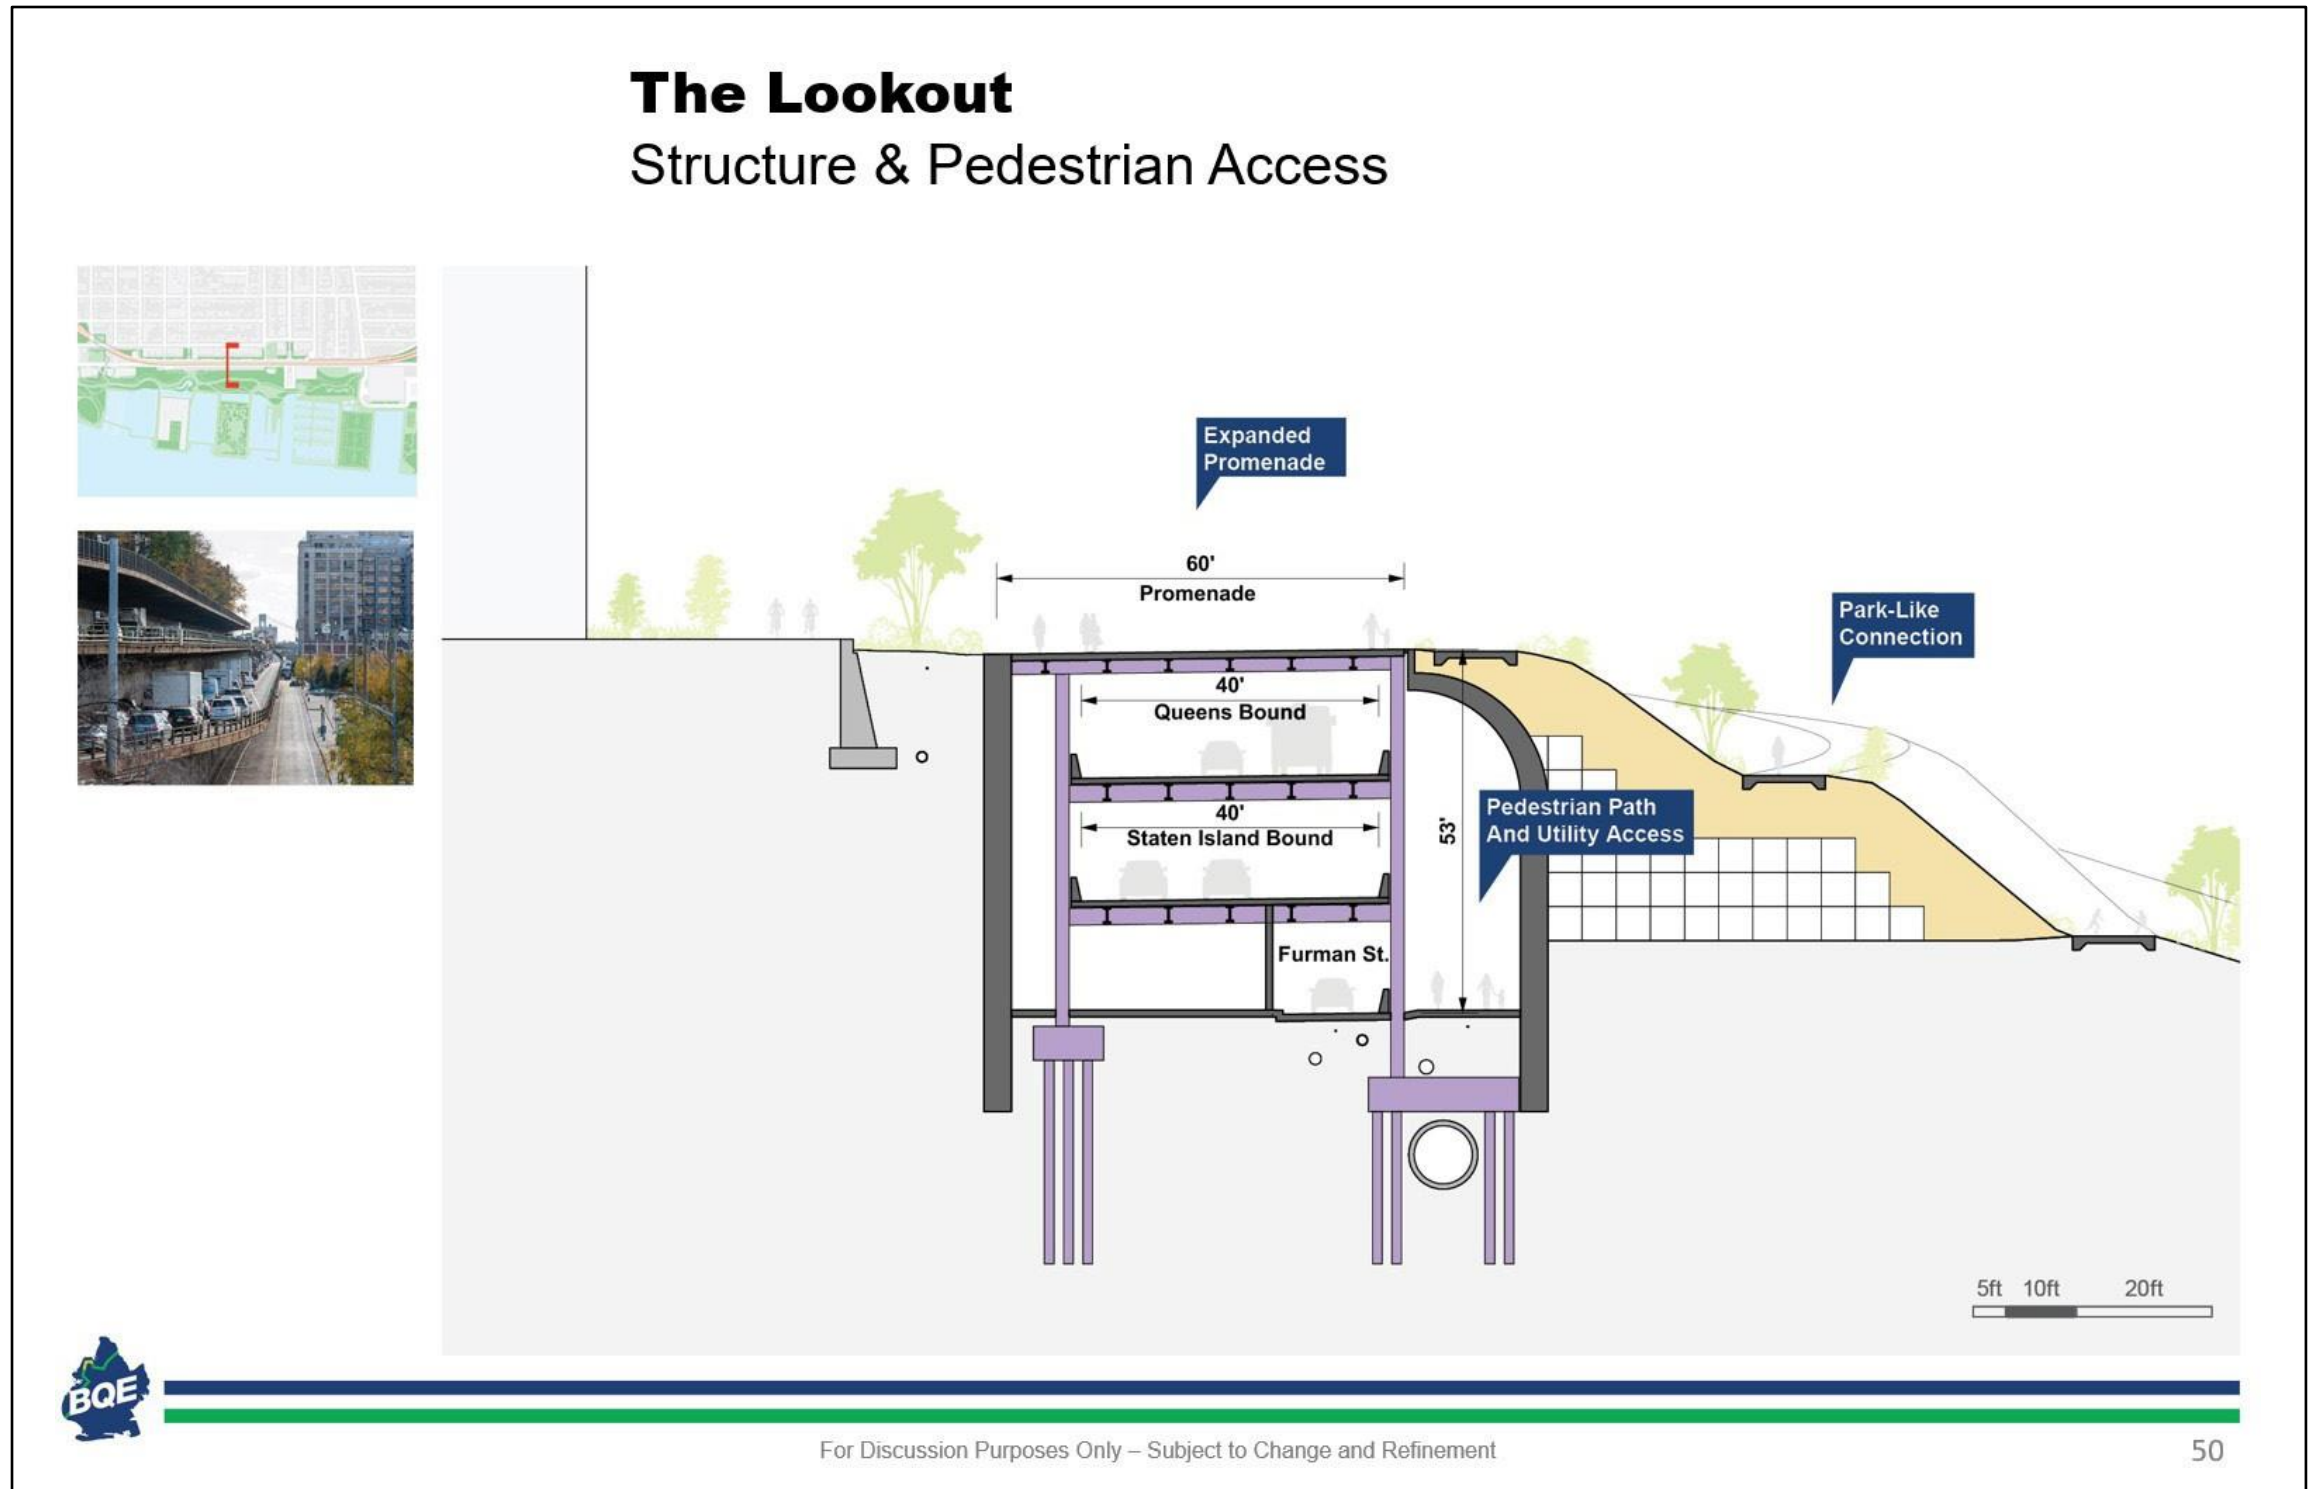 The Lookout
Structure & Pedestrian Access
Expanded
Promenade
60'
Promenade
Park-Like
Connection
40'
Queens Bound
40'
Staten Island Bound
53'
Pedestrian Path
And Utility Access
Furman St.
5ft 10ft 20ft
BQE
For Discussion Purposes Only – Subject to Change and Refinement
50